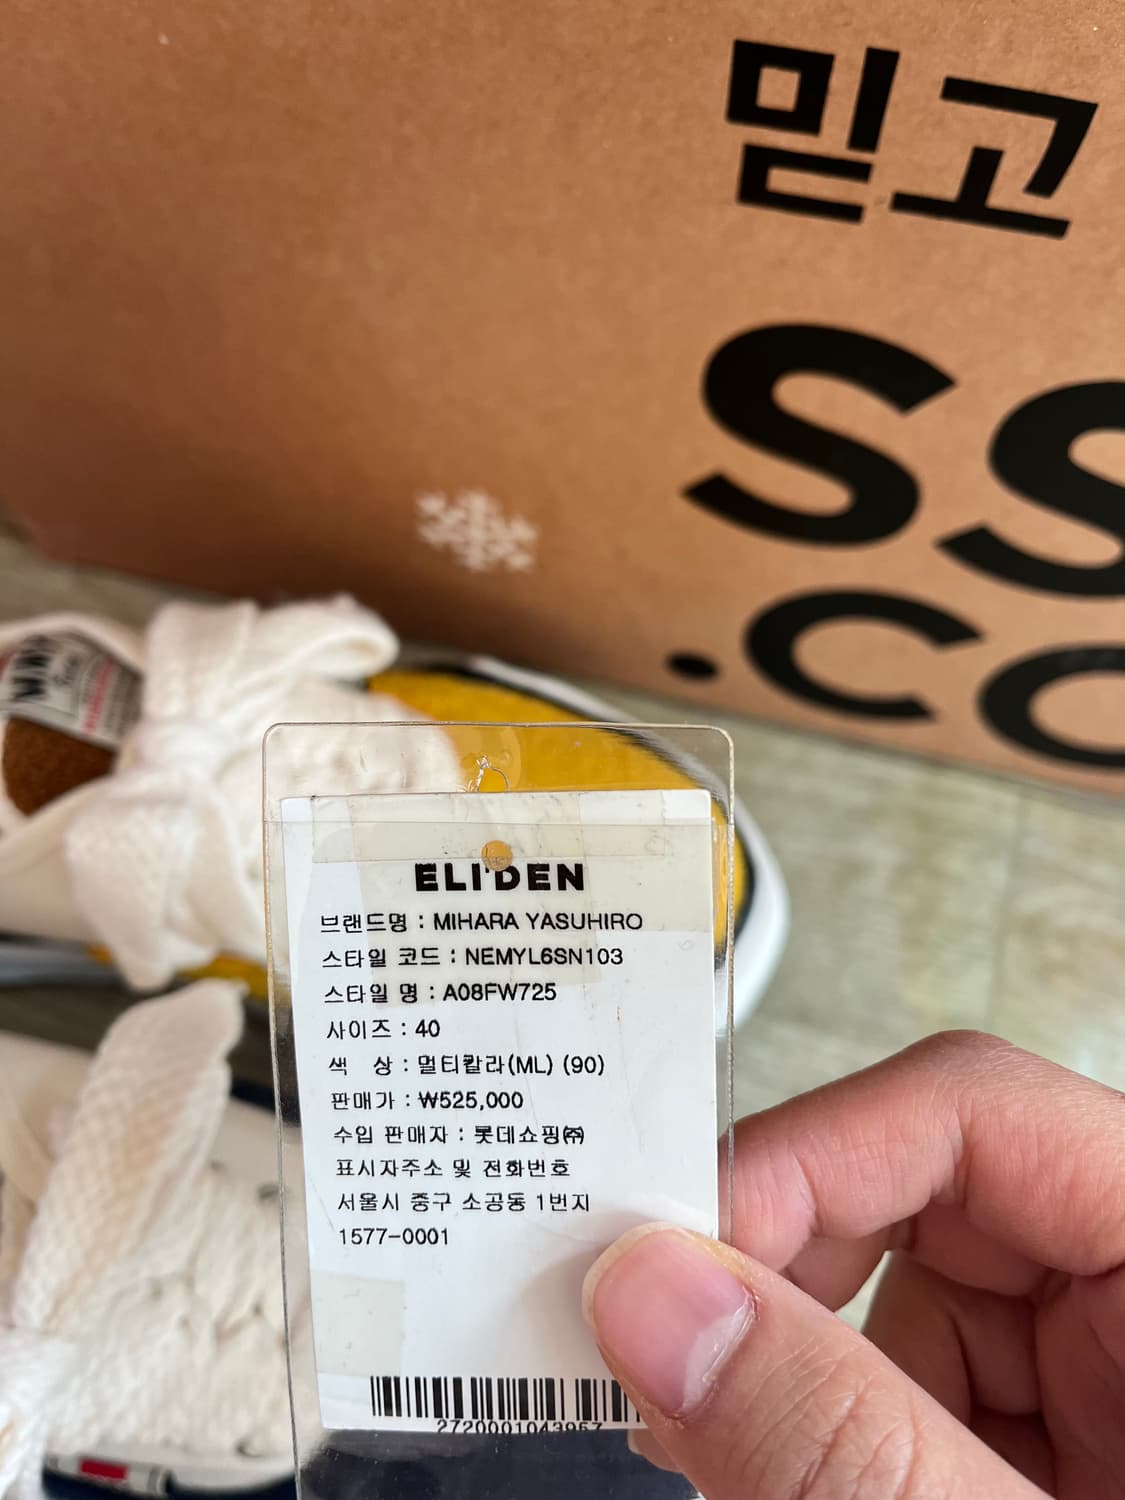 믿고
SS
.CO
ELIDEN
브랜드명 : MIHARA YASUHIRO
스타일 코드 : NEMYL6SN103
스타일 명 : A08FW725
사이즈 : 40
색 상 : 멀티칼라(ML) (90)
판매가 : ₩525,000
수입 판매자 : 롯데쇼핑㈜
표시자주소 및 전화번호
서울시 중구 소공동 1번지
1577-0001
2720001043957